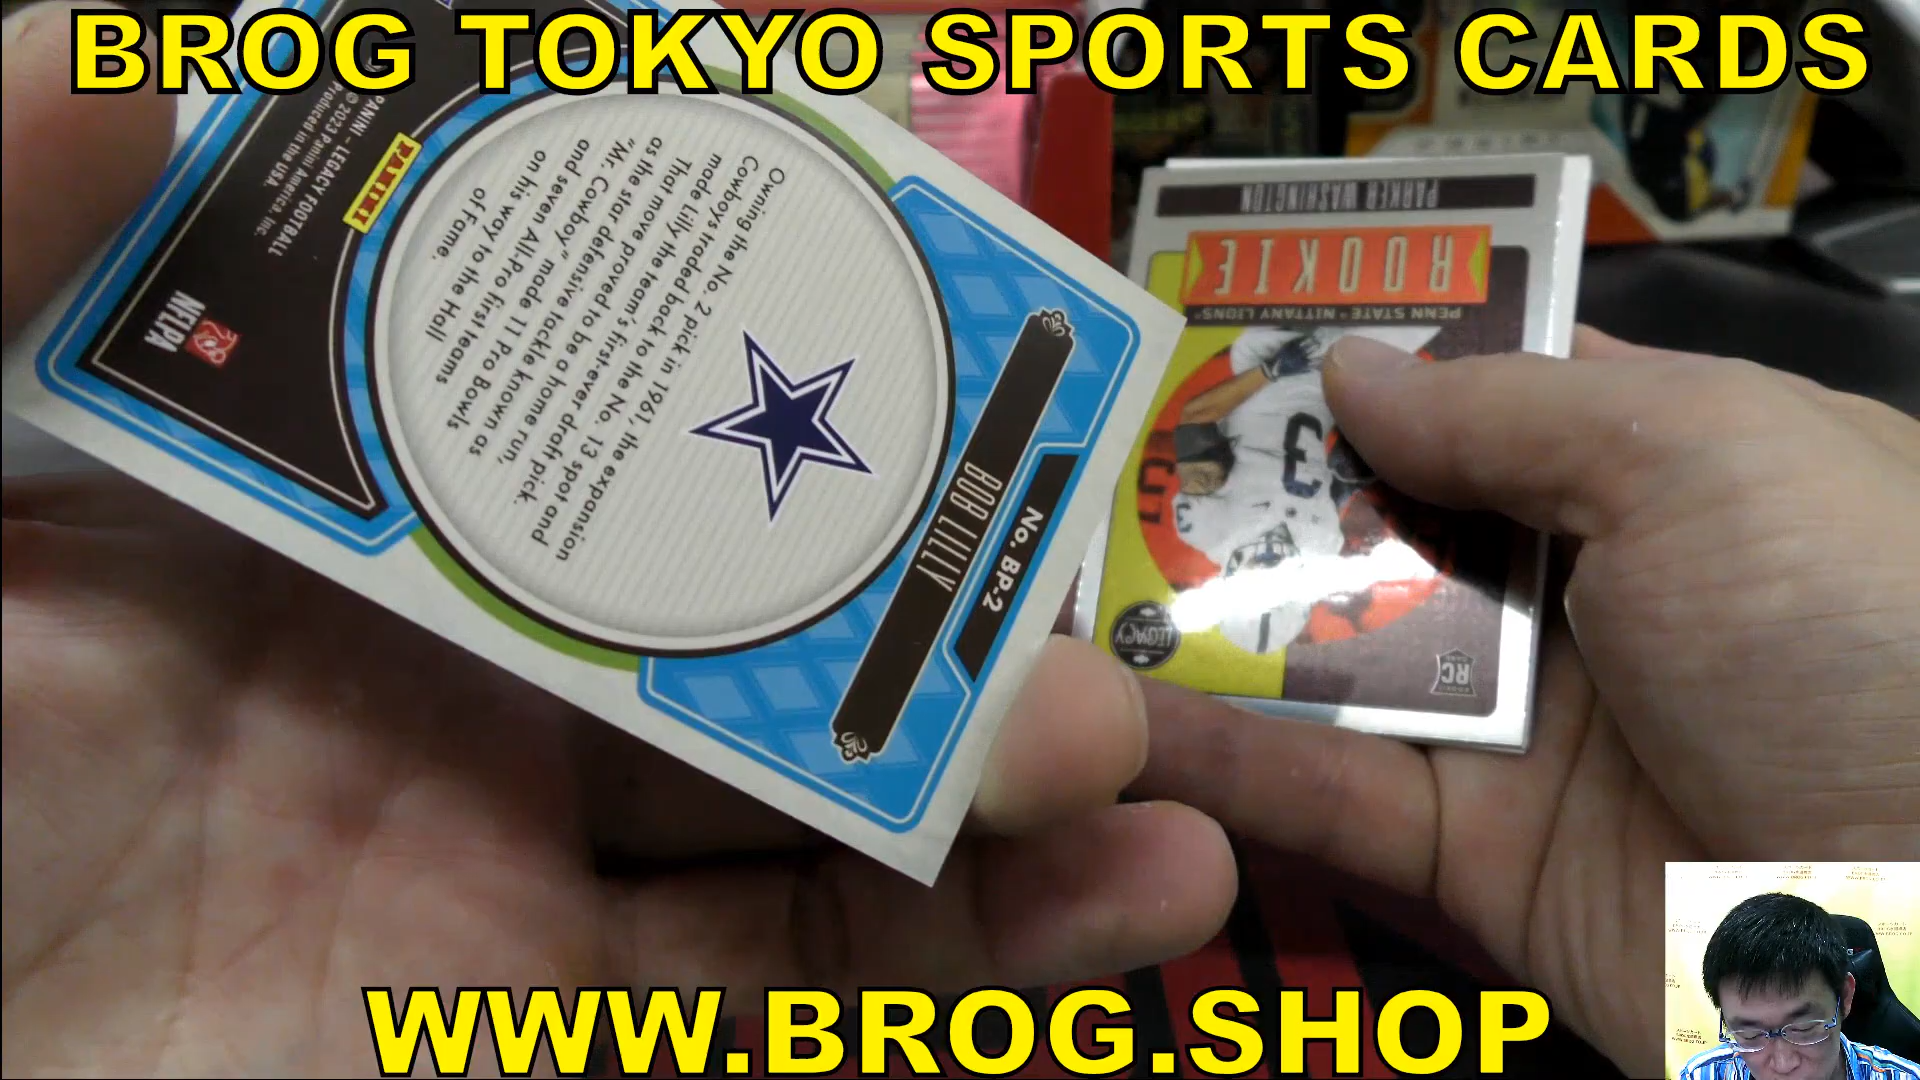 BROG TOKYO SPORTS CARDS
Owning the No. 2 pick in 1961, the expansion
Cowboys traded back to the No. 13 spot and
made Lilly the team's first-ever draft pick.
That move proved to be a home run,
as the star defensive tackle known as
"Mr. Cowboy" made 11 Pro Bowls
and seven All-Pro first teams
on his way to the Hall
of Fame.
PANINI
PANINI – LEGACY FOOTBALL
© 2023 Panini America, Inc.
Produced in the USA.
NFLPA
BOB LILLY
No. BP-2
PARKER WASHINGTON
ROOKIE
PENN STATE® NITTANY LIONS®
3
3
LEGACY
RC
WWW.BROG.SHOP